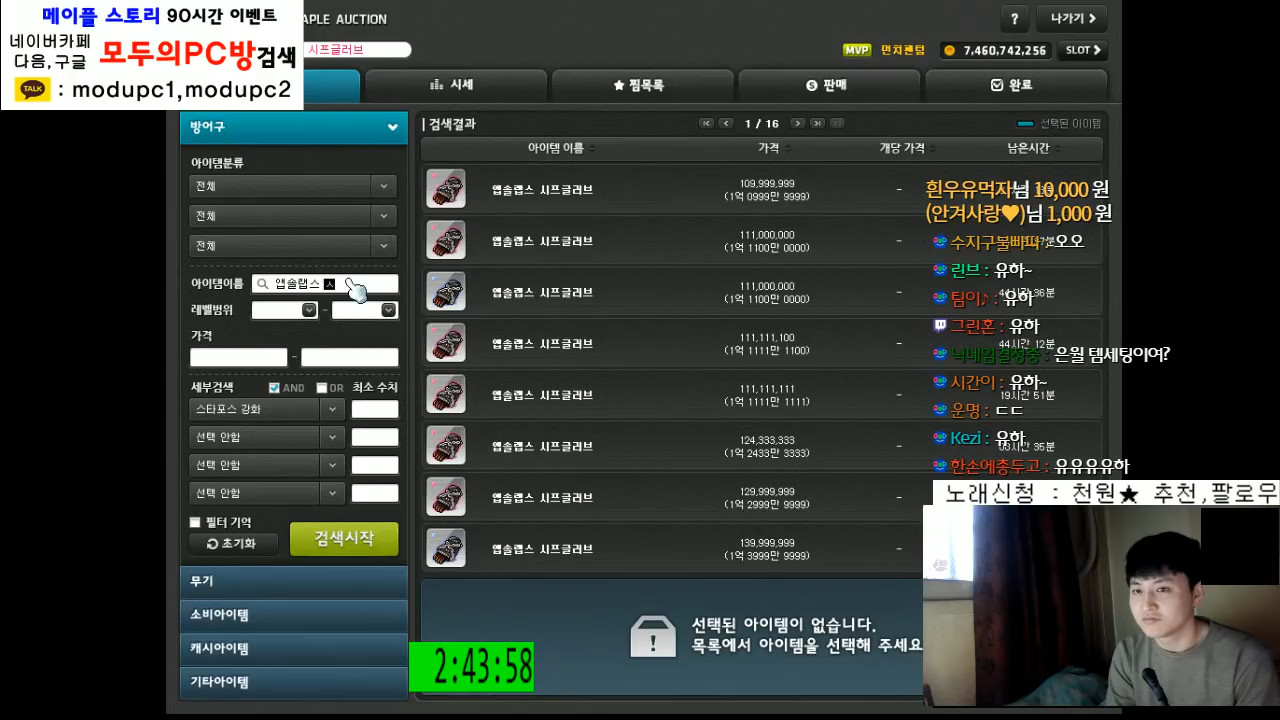 메이플 스토리 90시간 이벤트
네이버카페
다음,구글
모두의PC방검색
TALK : modupc1,modupc2
APLE AUCTION
시프글러브
?
나가기
MVP
먼치팬텀
7,460,742,256
SLOT
시세
찜목록
판매
완료
방어구
아이템분류
전체
전체
전체
아이템이름
앱솔랩스 ㅅ
레벨범위
-
가격
-
세부검색 AND OR 최소 수치
스타포스 강화
선택 안함
선택 안함
선택 안함
필터 기억
초기화
검색시작
무기
소비아이템
캐시아이템
기타아이템
검색결과
1 / 16
선택된 아이템
아이템 이름 가격 개당 가격 남은시간
앱솔랩스 시프글러브 109,999,999 -
(1억 0999만 9999)
앱솔랩스 시프글러브 111,000,000 -
(1억 1100만 0000)
앱솔랩스 시프글러브 111,111,111 -
(1억 1111만 1111)
앱솔랩스 시프글러브 111,111,100 - 44시간 12분
(1억 1111만 1100)
앱솔랩스 시프글러브 - 19시간 51분
앱솔랩스 시프글러브 124,333,333 -
(1억 2433만 3333)
앱솔랩스 시프글러브 129,999,999 -
(1억 2999만 9999)
앱솔랩스 시프글러브 139,999,999 -
(1억 3999만 9999)
선택된 아이템이 없습니다.
목록에서 아이템을 선택해 주세요
2:43:58
흰우유먹자님 10,000 원
(안겨사랑♥)님 1,000 원
수지구불빠따 : 오오
린브 : 유하~
팀이♪ : 유하
그린혼 : 유하
닉네임결정중 : 은월 템세팅이여?
시간이 : 유하~
운명 : ㄷㄷ
Kezi : 유하
한손에총두고 : 유유유유하
노래신청 : 천원★ 추천,팔로우